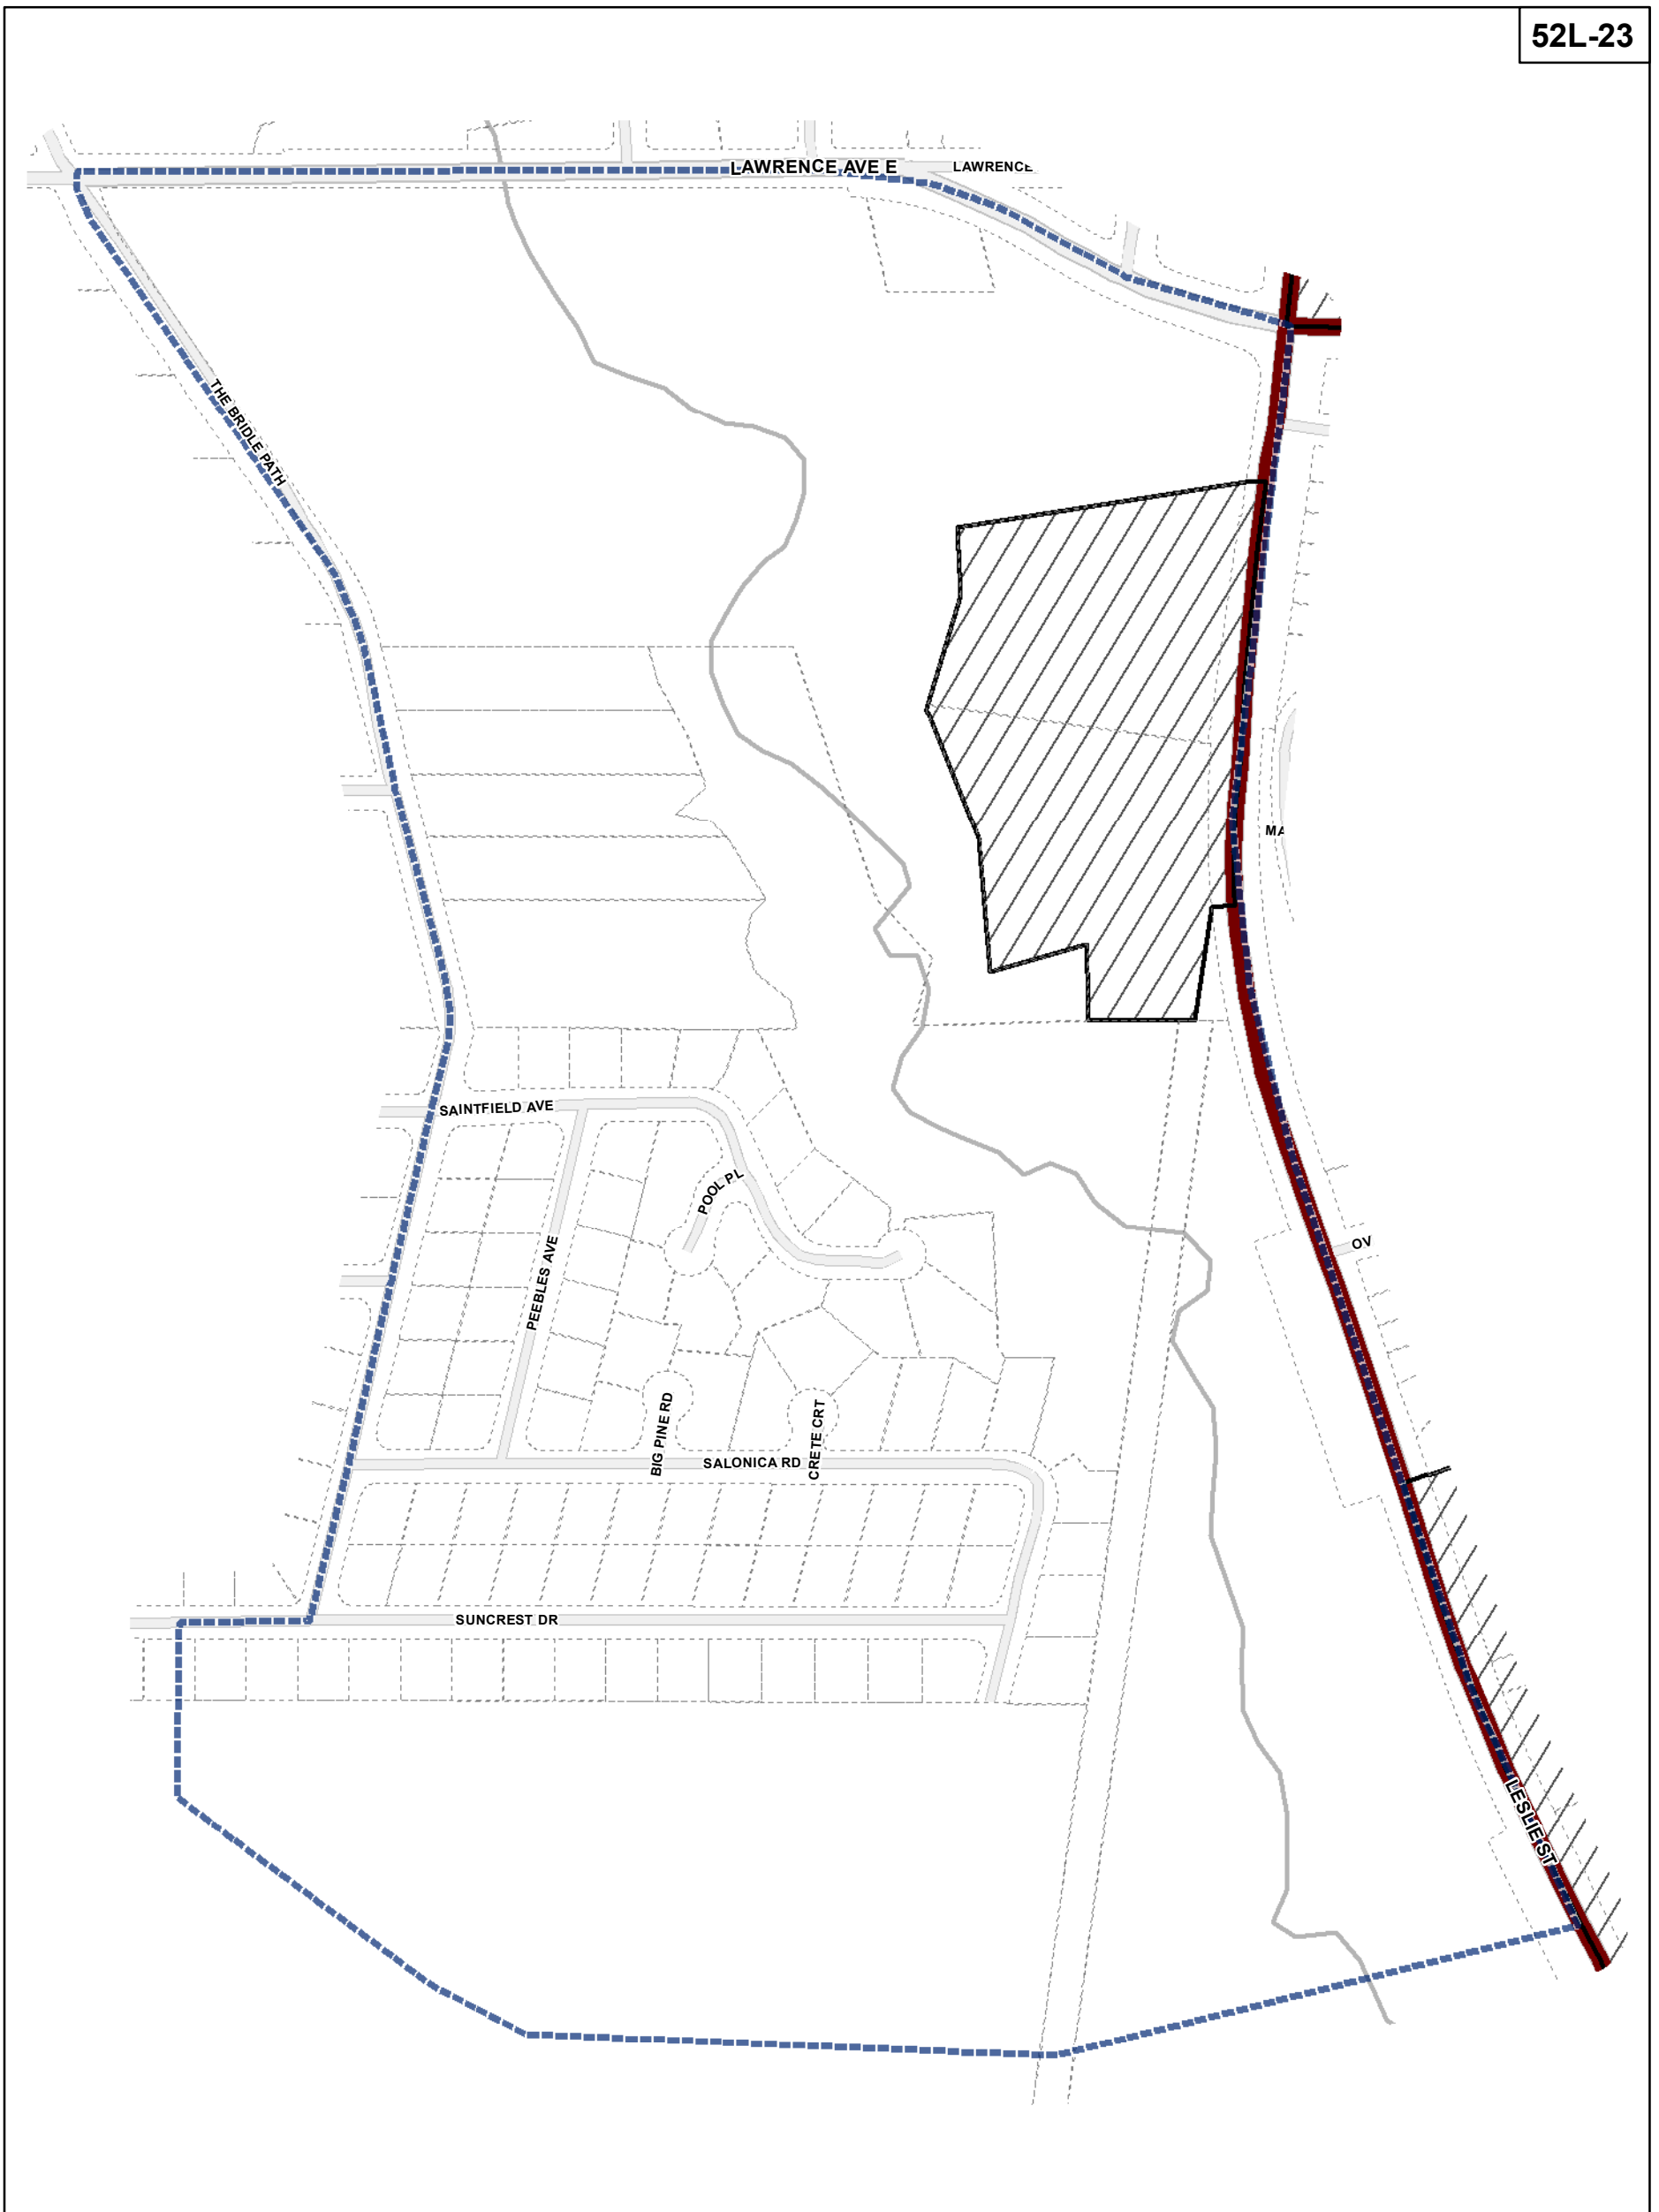 52L-23
LAWRENCE AVE E
LAWRENCE
THE BRIDLE PATH
MA
SAINTFIELD AVE
POOL PL
PEEBLES AVE
OV
BIG PINE RD
CRETE CRT
SALONICA RD
SUNCREST DR
LESLIE ST